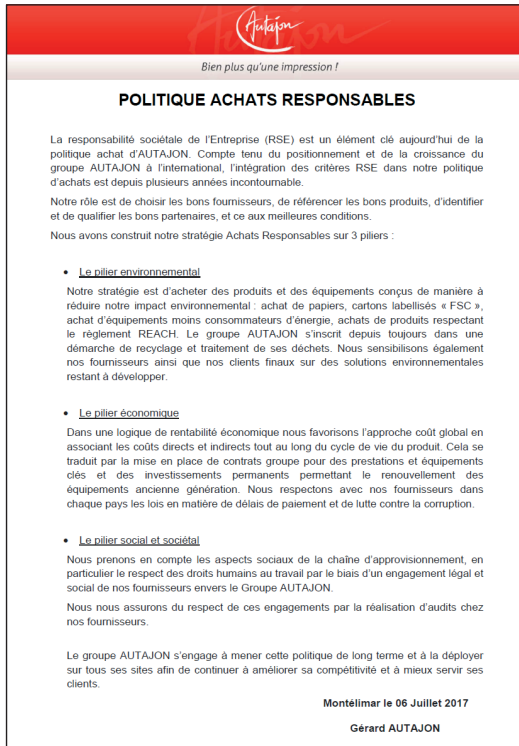 Autajon
Bien plus qu'une impression !
POLITIQUE ACHATS RESPONSABLES
La responsabilité sociétale de l'Entreprise (RSE) est un élément clé aujourd'hui de la
politique achat d'AUTAJON. Compte tenu du positionnement et de la croissance du
groupe AUTAJON à l'international, l'intégration des critères RSE dans notre politique
d'achats est depuis plusieurs années incontournable.
Notre rôle est de choisir les bons fournisseurs, de référencer les bons produits, d'identifier
et de qualifier les bons partenaires, et ce aux meilleures conditions.
Nous avons construit notre stratégie Achats Responsables sur 3 piliers :
• Le pilier environnemental
Notre stratégie est d'acheter des produits et des équipements conçus de manière à
réduire notre impact environnemental : achat de papiers, cartons labellisés « FSC »,
achat d'équipements moins consommateurs d'énergie, achats de produits respectant
le règlement REACH. Le groupe AUTAJON s'inscrit depuis toujours dans une
démarche de recyclage et traitement de ses déchets. Nous sensibilisons également
nos fournisseurs ainsi que nos clients finaux sur des solutions environnementales
restant à développer.
• Le pilier économique
Dans une logique de rentabilité économique nous favorisons l'approche coût global en
associant les coûts directs et indirects tout au long du cycle de vie du produit. Cela se
traduit par la mise en place de contrats groupe pour des prestations et équipements
clés et des investissements permanents permettant le renouvellement des
équipements ancienne génération. Nous respectons avec nos fournisseurs dans
chaque pays les lois en matière de délais de paiement et de lutte contre la corruption.
• Le pilier social et sociétal
Nous prenons en compte les aspects sociaux de la chaîne d'approvisionnement, en
particulier le respect des droits humains au travail par le biais d'un engagement légal et
social de nos fournisseurs envers le Groupe AUTAJON.
Nous nous assurons du respect de ces engagements par la réalisation d'audits chez
nos fournisseurs.
Le groupe AUTAJON s'engage à mener cette politique de long terme et à la déployer
sur tous ses sites afin de continuer à améliorer sa compétitivité et à mieux servir ses
clients.
Montélimar le 06 Juillet 2017
Gérard AUTAJON